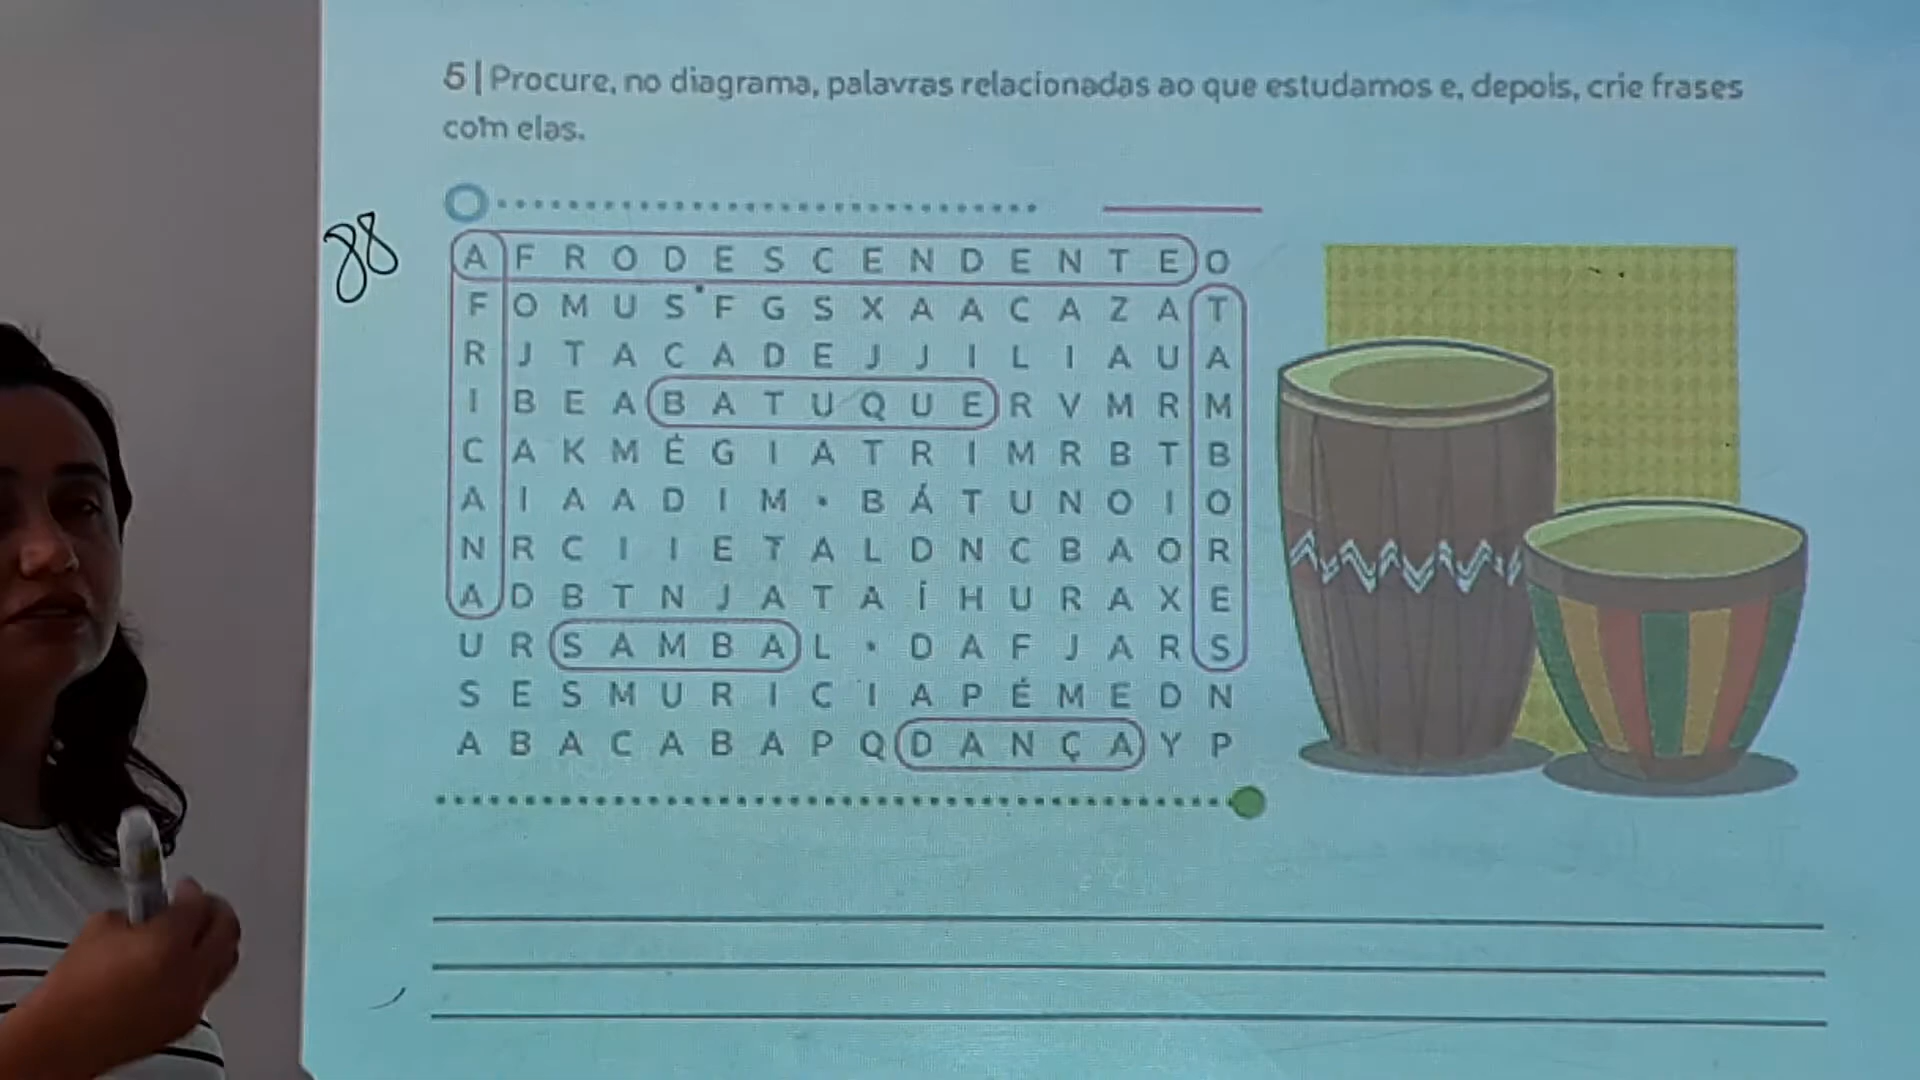 5 | Procure, no diagrama, palavras relacionadas ao que estudamos e, depois, crie frases
com elas.
88
A F R O D E S C E N D E N T E O
F O M U S F G S X A A C A Z A T
R J T A C A D E J J I L I A U A
I B E A B A T U Q U E R V M R M
C A K M É G I A T R I M R B T B
A I A A D I M • B Á T U N O I O
N R C I I E T A L D N C B A O R
A D B T N J A T A Í H U R A X E
U R S A M B A L • D A F J A R S
S E S M U R I C I A P É M E D N
A B A C A B A P Q D A N Ç A Y P